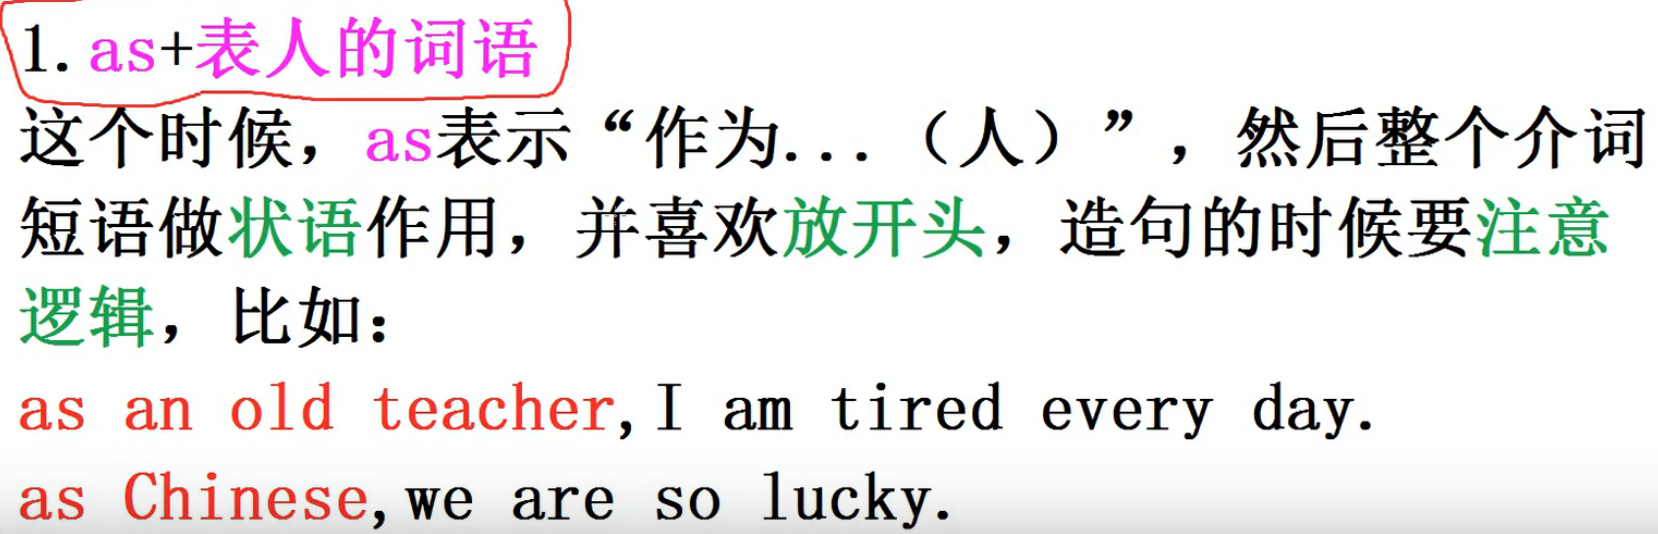 1. as+表人的词语
这个时候，as表示“作为...（人）”，然后整个介词
短语做状语作用，并喜欢放开头，造句的时候要注意
逻辑，比如：
as an old teacher,I am tired every day.
as Chinese,we are so lucky.